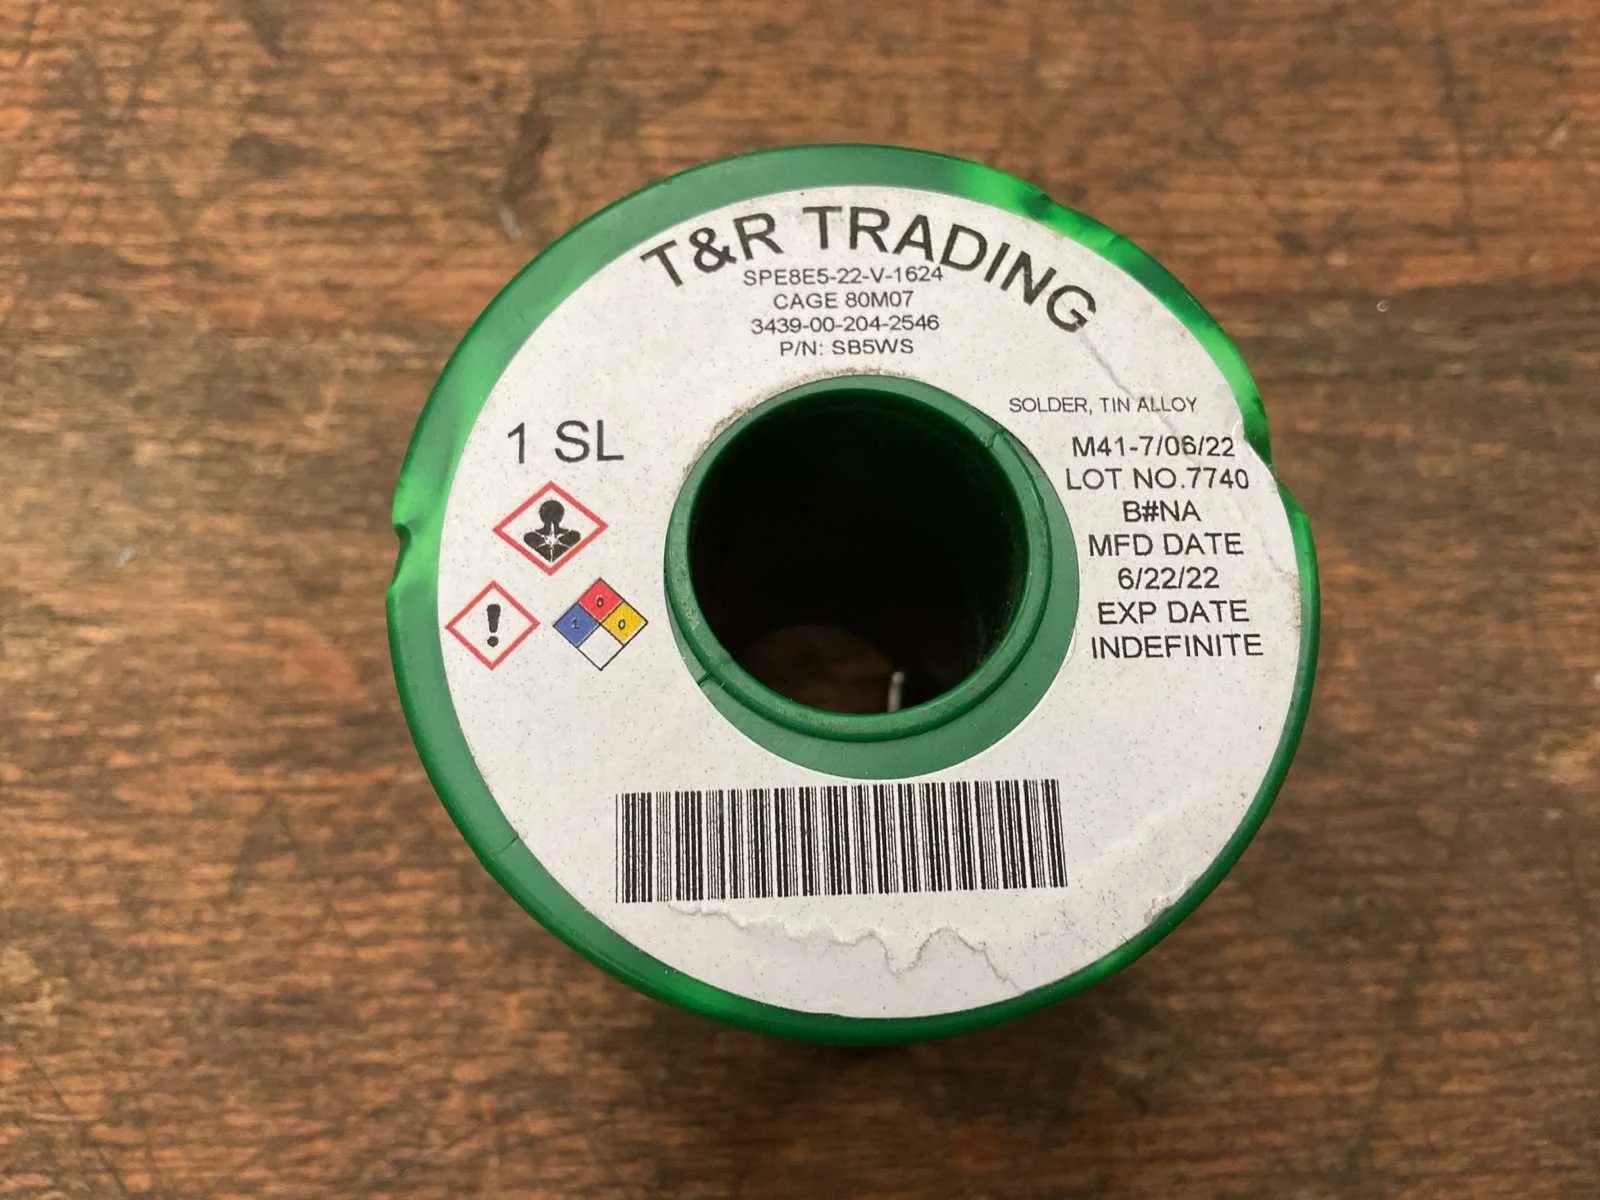 T&R TRADING
SPE8E5-22-V-1624
CAGE 80M07
3439-00-204-2546
P/N: SB5WS
SOLDER, TIN ALLOY
1 SL
M41-7/06/22
LOT NO.7740
B#NA
MFD DATE
6/22/22
EXP DATE
INDEFINITE
0
1 0